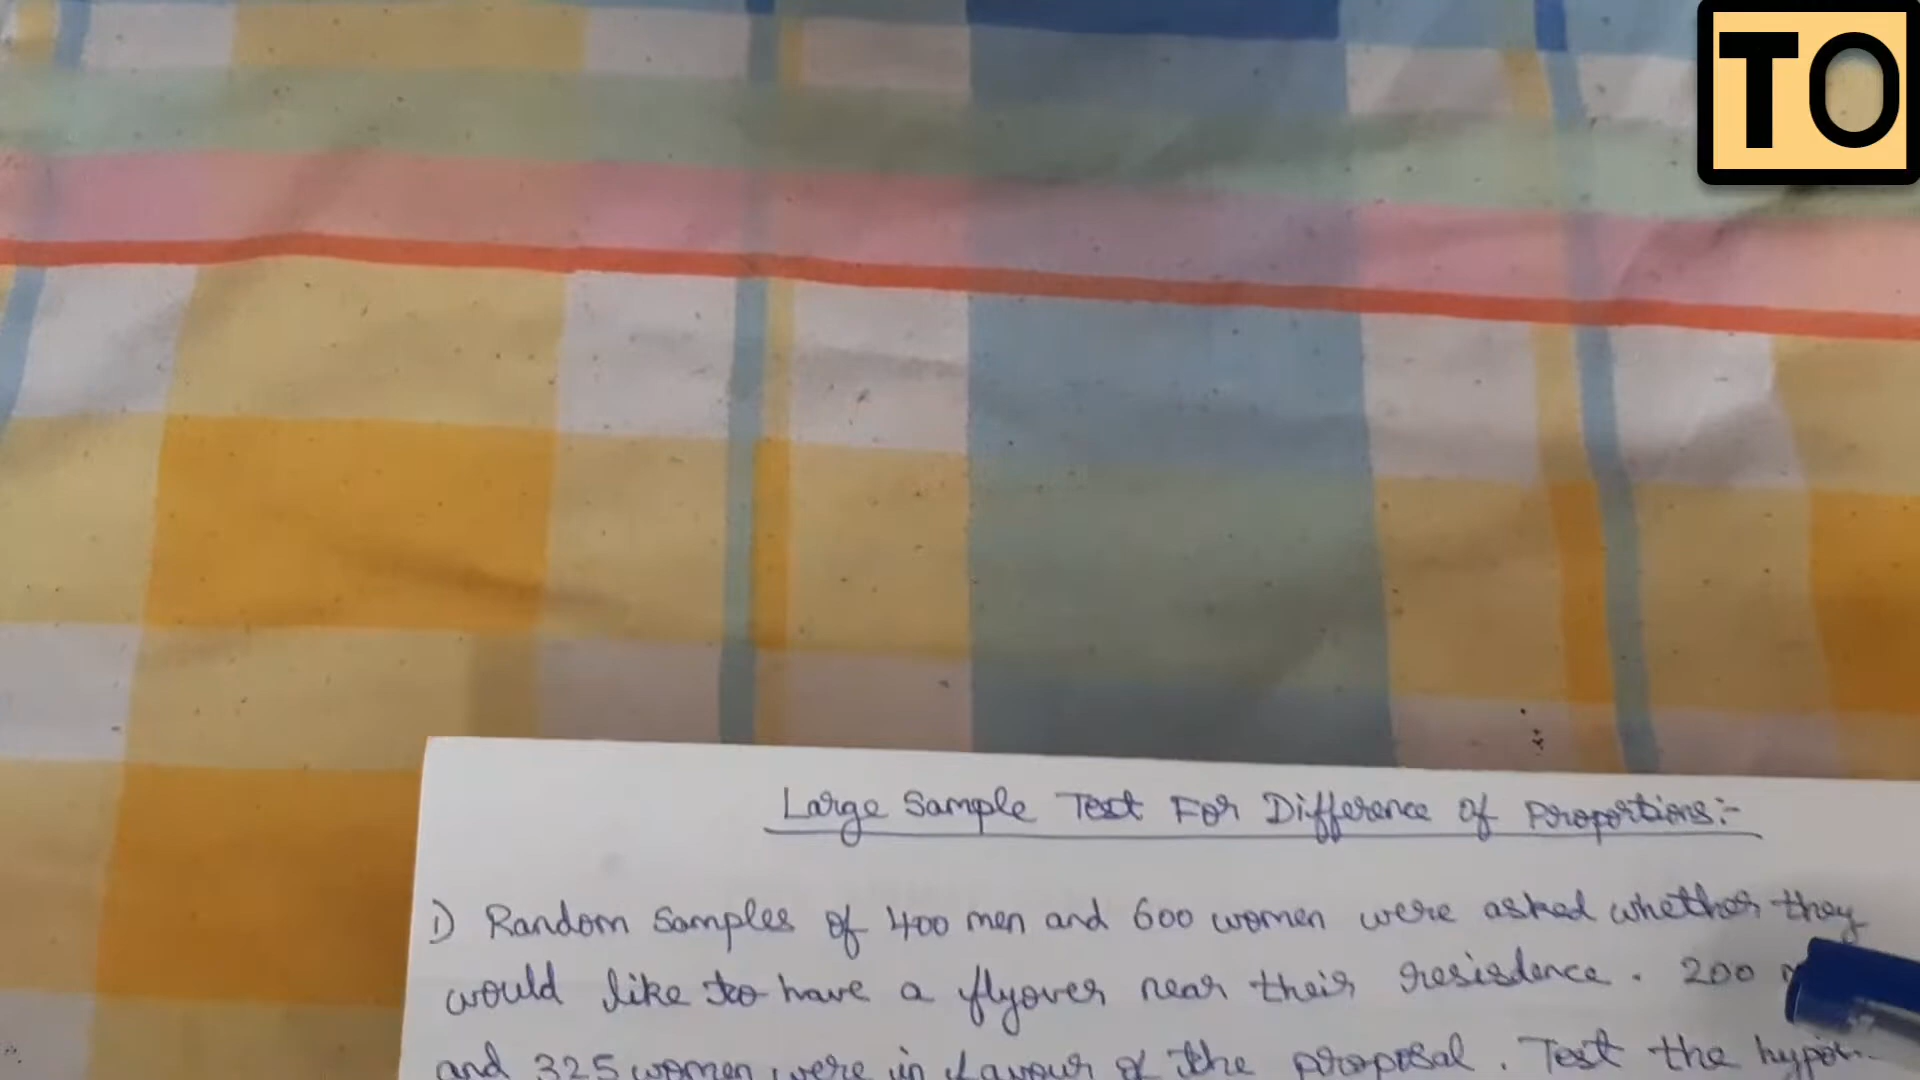 TO
Large Sample Test For Difference of Proportions:-
1) Random Samples of 400 men and 600 women were asked whether they
would like to have a flyover near their resisdence. 200
and 325 women were in favour of the proposal. Test the